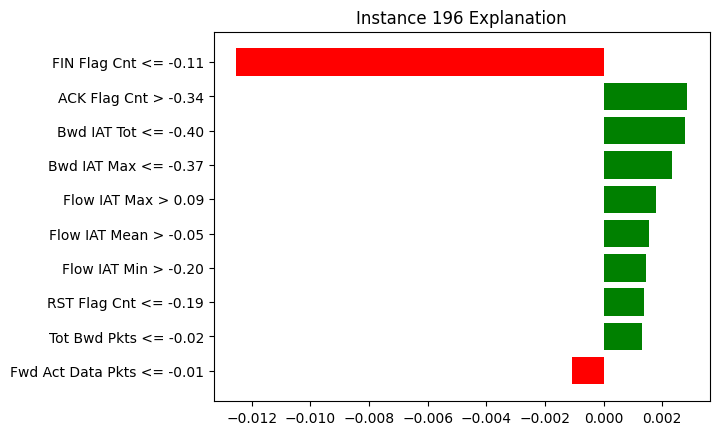 Instance 196 Explanation
FIN Flag Cnt <= -0.11
ACK Flag Cnt > -0.34
Bwd IAT Tot <= -0.40
Bwd IAT Max <= -0.37
Flow IAT Max > 0.09
Flow IAT Mean > -0.05
Flow IAT Min > -0.20
RST Flag Cnt <= -0.19
Tot Bwd Pkts <= -0.02
Fwd Act Data Pkts <= -0.01
−0.012 −0.010 −0.008 −0.006 −0.004 −0.002 0.000 0.002